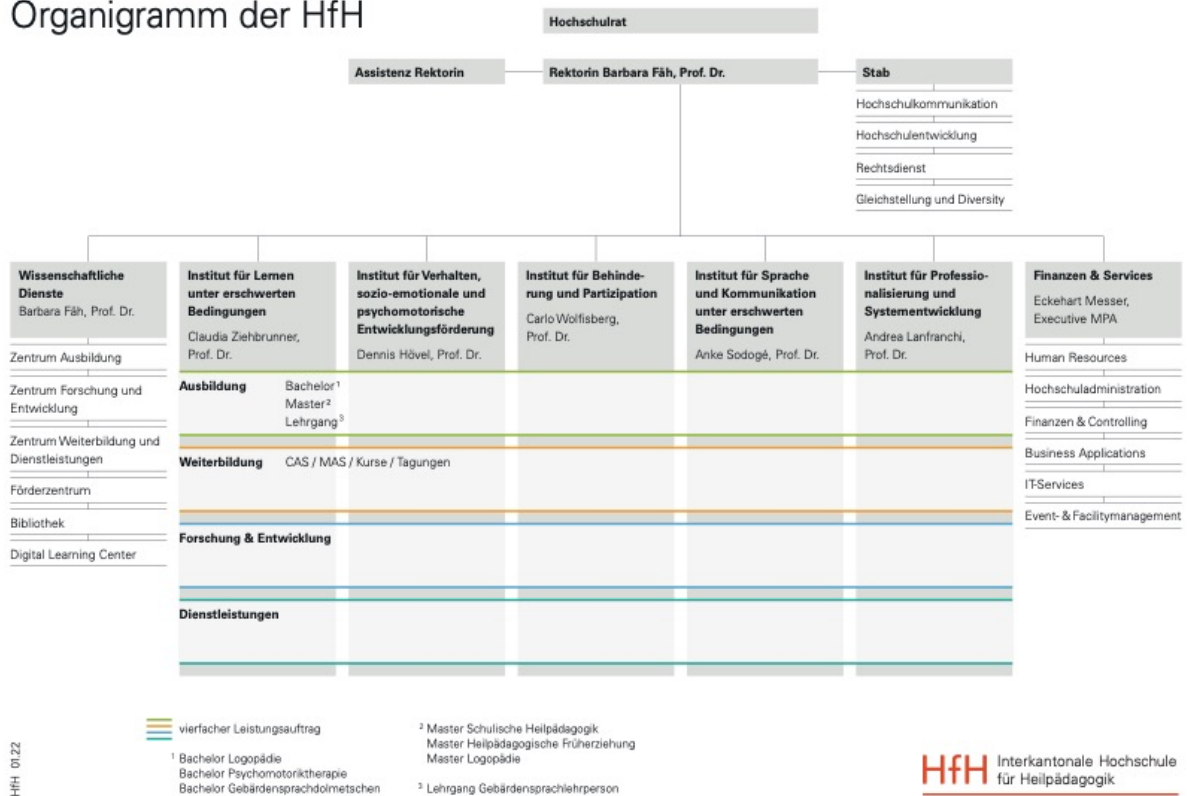 Organigramm der HfH
Hochschulrat
Assistenz Rektorin
Rektorin Barbara Fäh, Prof. Dr.
Stab
Hochschulkommunikation
Hochschulentwicklung
Rechtsdienst
Gleichstellung und Diversity
Wissenschaftliche
Dienste
Barbara Fäh, Prof. Dr.
Zentrum Ausbildung
Zentrum Forschung und
Entwicklung
Zentrum Weiterbildung und
Dienstleistungen
Förderzentrum
Bibliothek
Digital Learning Center
Institut für Lernen
unter erschwerten
Bedingungen
Claudia Ziehbrunner,
Prof. Dr.
Institut für Verhalten,
sozio-emotionale und
psychomotorische
Entwicklungsförderung
Dennis Hövel, Prof. Dr.
Institut für Behinde-
rung und Partizipation
Carlo Wolfisberg,
Prof. Dr.
Institut für Sprache
und Kommunikation
unter erschwerten
Bedingungen
Anke Sodogé, Prof. Dr.
Institut für Professio-
nalisierung und
Systementwicklung
Andrea Lanfranchi,
Prof. Dr.
Finanzen & Services
Eckehart Messer,
Executive MPA
Human Resources
Hochschuladministration
Finanzen & Controlling
Business Applications
IT-Services
Event- & Facilitymanagement
Ausbildung Bachelor¹
Master²
Lehrgang³
Weiterbildung CAS / MAS / Kurse / Tagungen
Forschung & Entwicklung
Dienstleistungen
vierfacher Leistungsauftrag
¹ Bachelor Logopädie
Bachelor Psychomotoriktherapie
Bachelor Gebärdensprachdolmetschen
² Master Schulische Heilpädagogik
Master Heilpädagogische Früherziehung
Master Logopädie
³ Lehrgang Gebärdensprachlehrperson
HfH 01.22
HfH Interkantonale Hochschule
für Heilpädagogik